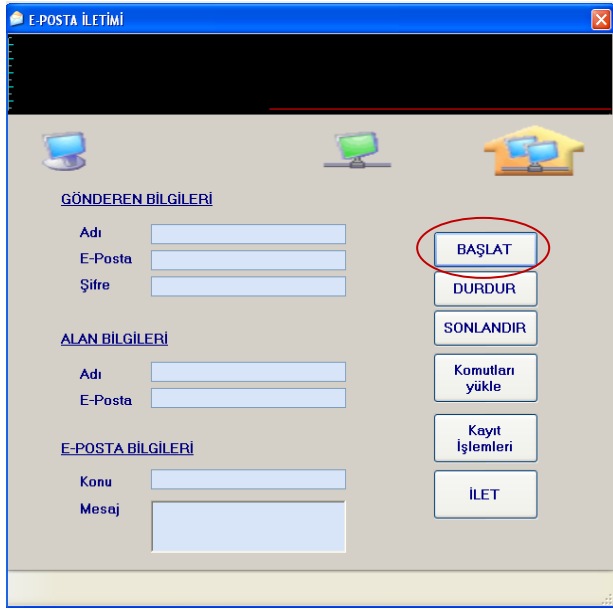 E-POSTA İLETİMİ
GÖNDEREN BİLGİLERİ
Adı
E-Posta
Şifre
BAŞLAT
DURDUR
SONLANDIR
ALAN BİLGİLERİ
Adı
E-Posta
Komutları
yükle
Kayıt
İşlemleri
E-POSTA BİLGİLERİ
Konu
Mesaj
İLET